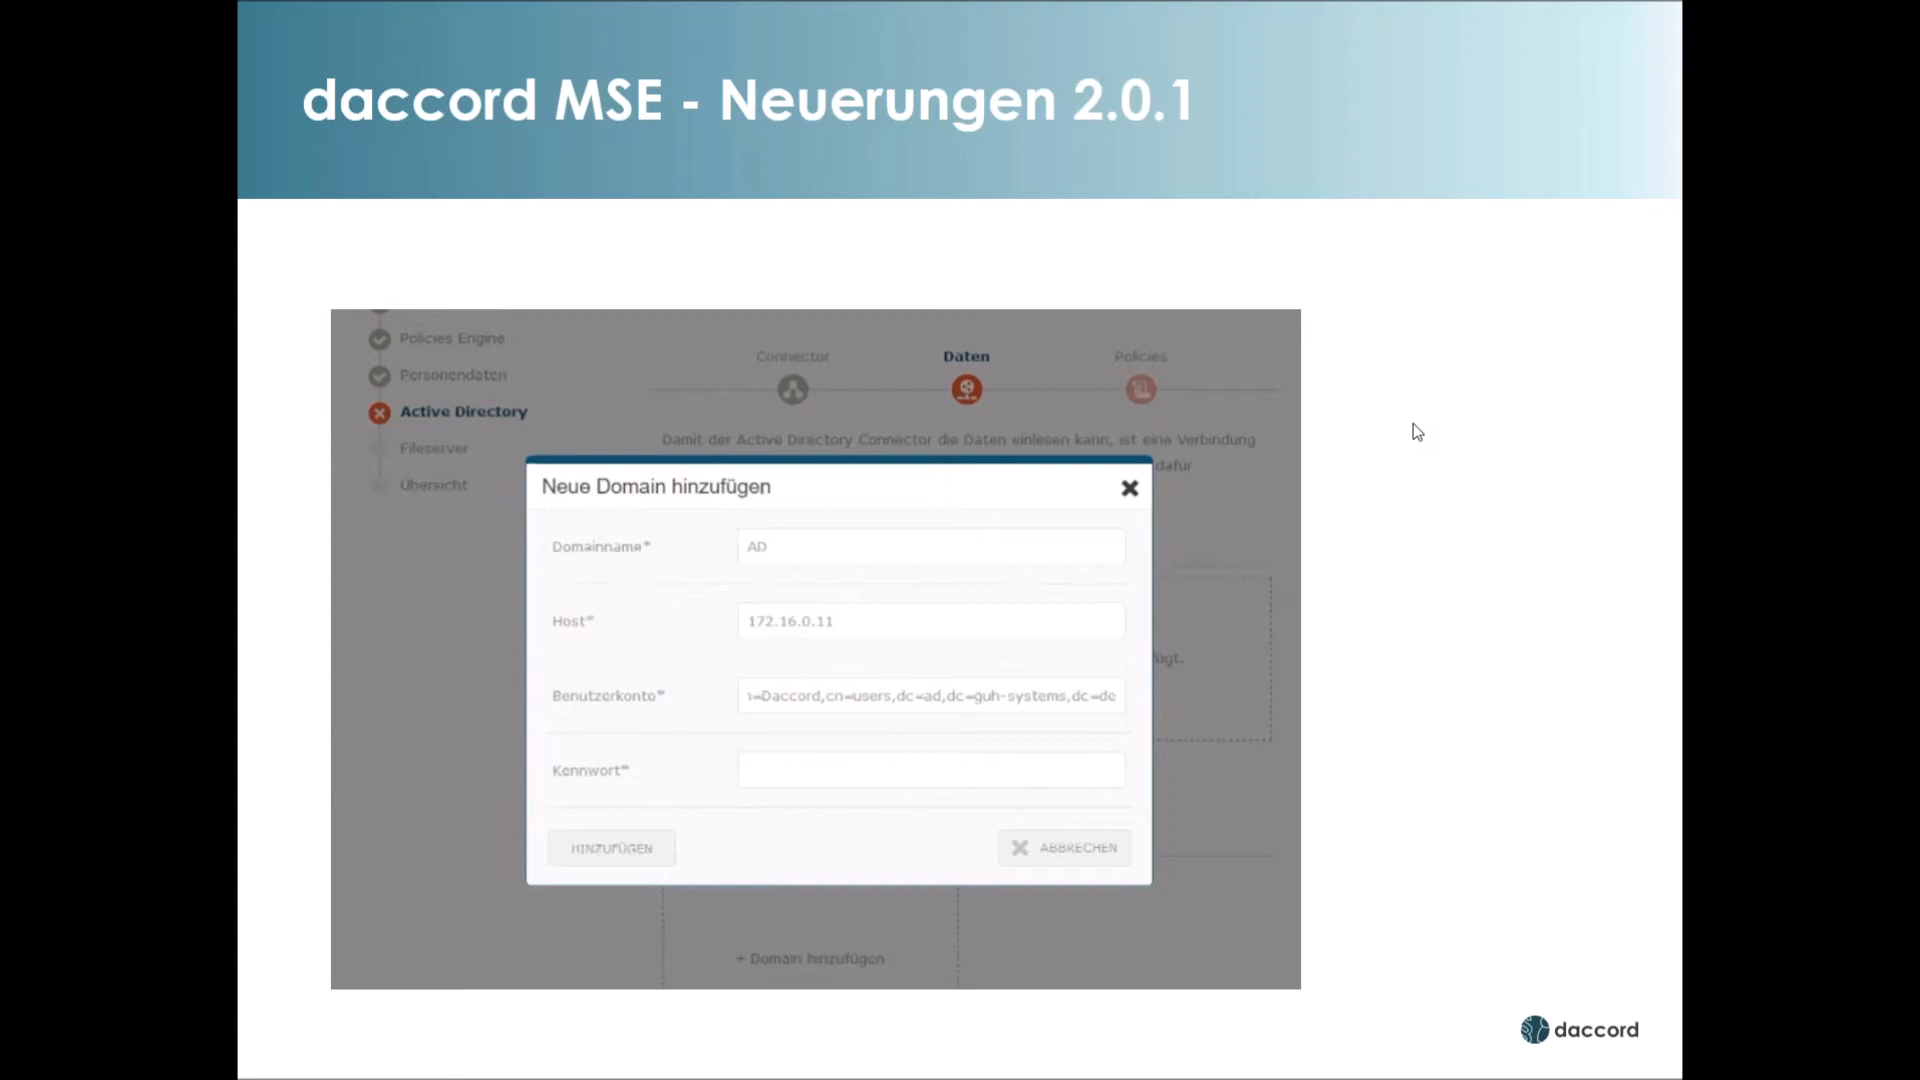 daccord MSE - Neuerungen 2.0.1
Policies Engine
Personendaten
Active Directory
Fileserver
Übersicht
Connector
Daten
Policies
Damit der Active Directory Connector die Daten einlesen kann, ist eine Verbindung
dafür
Neue Domain hinzufügen
Domainname*
AD
Host*
172.16.0.11
Benutzerkonto*
=Daccord,cn=users,dc=ad,dc=guh-systems,dc=de
Kennwort*
HINZUFÜGEN
ABBRECHEN
+ Domain hinzufügen
daccord